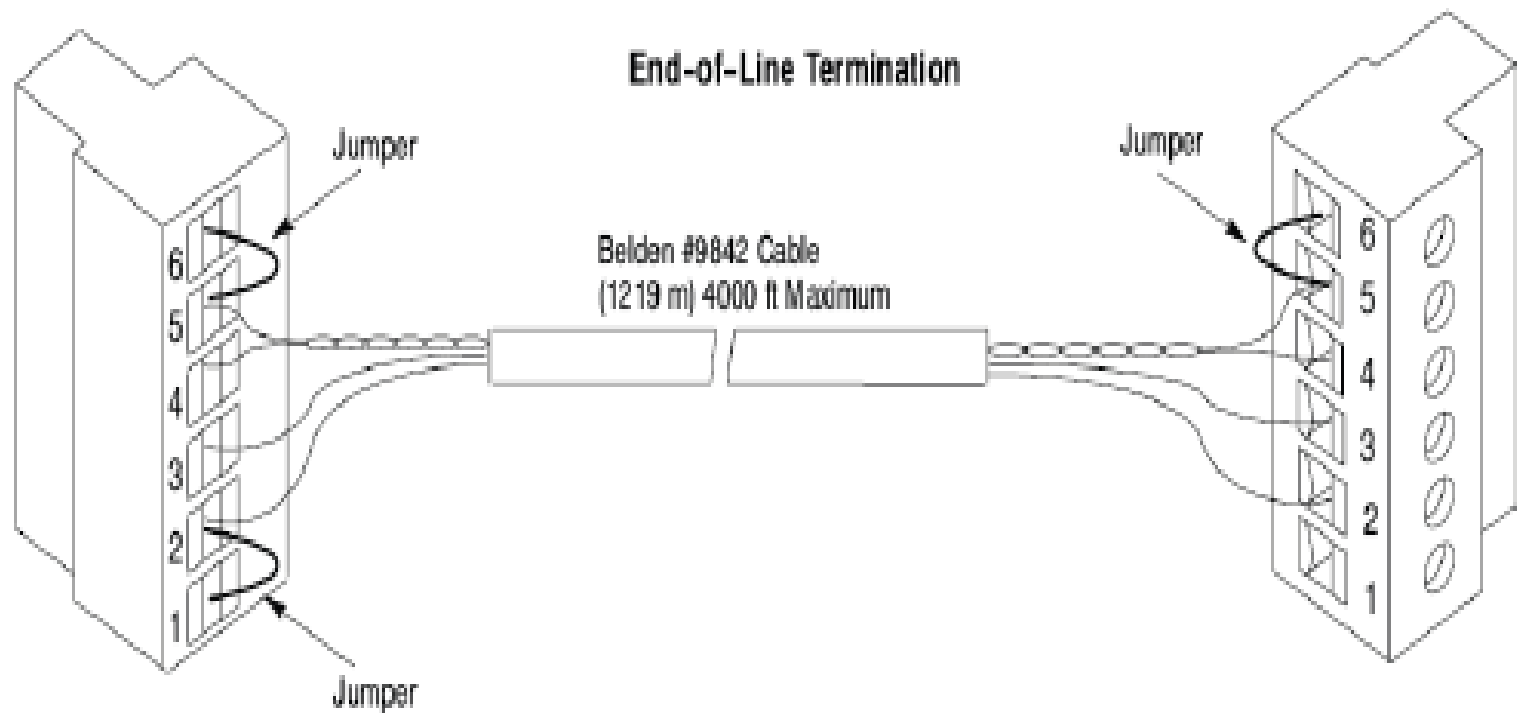 End-of-Line Termination
Jumper
Jumper
Belden #9842 Cable
(1219 m) 4000 ft Maximum
6
5
4
3
2
1
6
5
4
3
2
1
Jumper